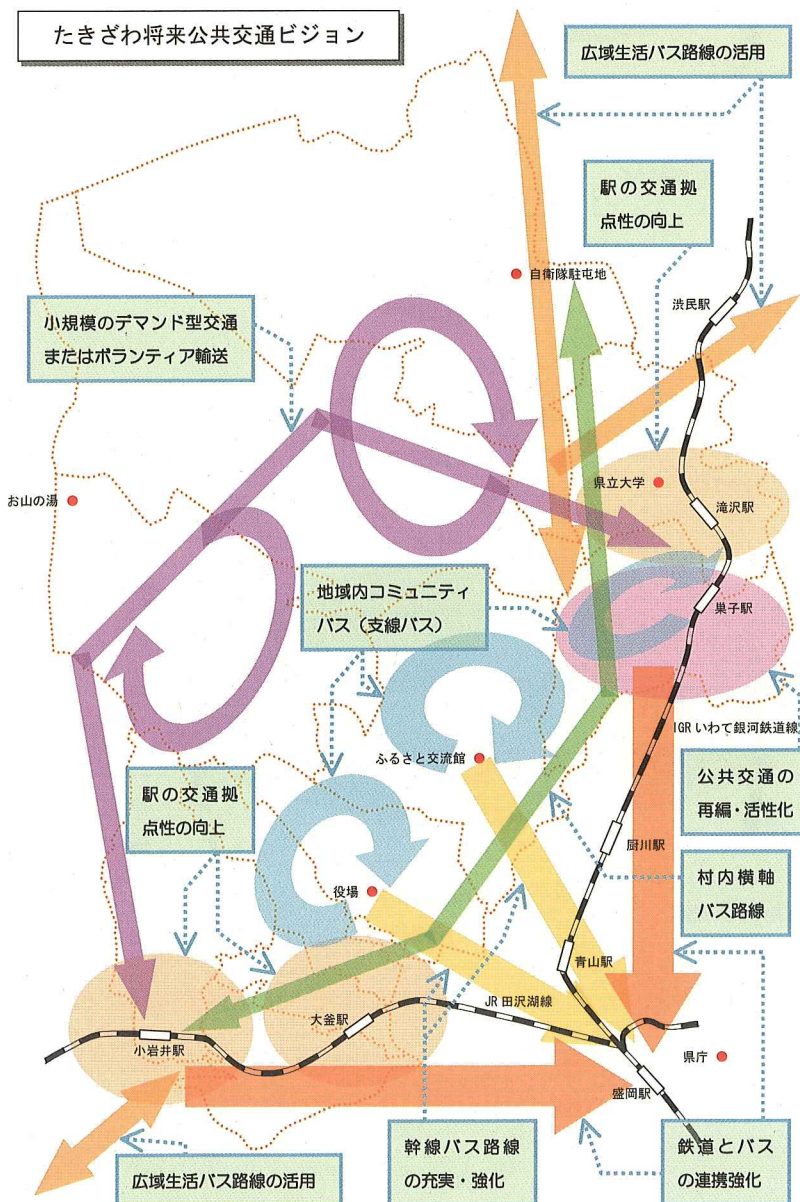 たきざわ将来公共交通ビジョン
広域生活バス路線の活用
駅の交通拠
点性の向上
自衛隊駐屯地
渋民駅
小規模のデマンド型交通
またはボランティア輸送
県立大学
お山の湯
滝沢駅
地域内コミュニティ
バス（支線バス）
巣子駅
IGRいわて銀河鉄道線
ふるさと交流館
公共交通の
再編・活性化
駅の交通拠
点性の向上
厨川駅
村内横軸
バス路線
役場
青山駅
JR田沢湖線
大釜駅
小岩井駅
県庁
盛岡駅
幹線バス路線
の充実・強化
鉄道とバス
の連携強化
広域生活バス路線の活用